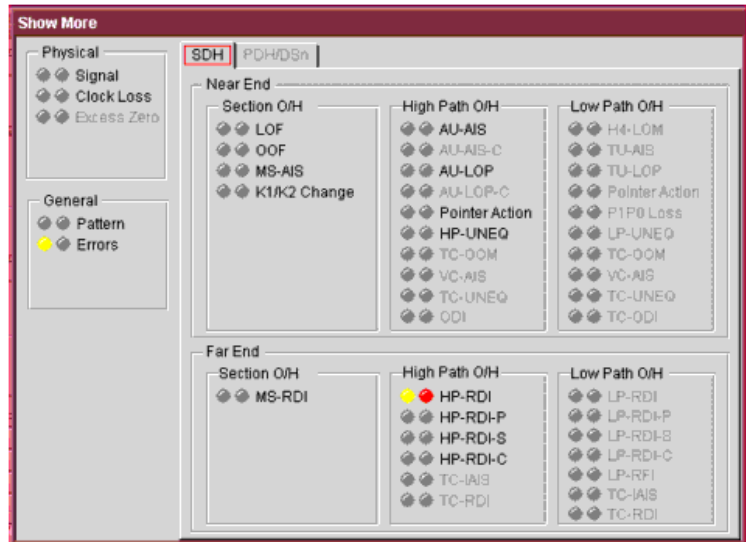 Show More
Physical
Signal
Clock Loss
Excess Zero
General
Pattern
Errors
SDH
PDH/DSn
Near End
Section O/H
LOF
OOF
MS-AIS
K1/K2 Change
High Path O/H
AU-AIS
AU-AIS-C
AU-LOP
AU-LOP-C
Pointer Action
HP-UNEQ
TC-OOM
VC-AIS
TC-UNEQ
ODI
Low Path O/H
H4-LOM
TU-AIS
TU-LOP
Pointer Action
P1P0 Loss
LP-UNEQ
TC-OOM
VC-AIS
TC-UNEQ
TC-ODI
Far End
Section O/H
MS-RDI
High Path O/H
HP-RDI
HP-RDI-P
HP-RDI-S
HP-RDI-C
TC-IAIS
TC-RDI
Low Path O/H
LP-RDI
LP-RDI-P
LP-RDI-S
LP-RDI-C
LP-RFI
TC-IAIS
TC-RDI